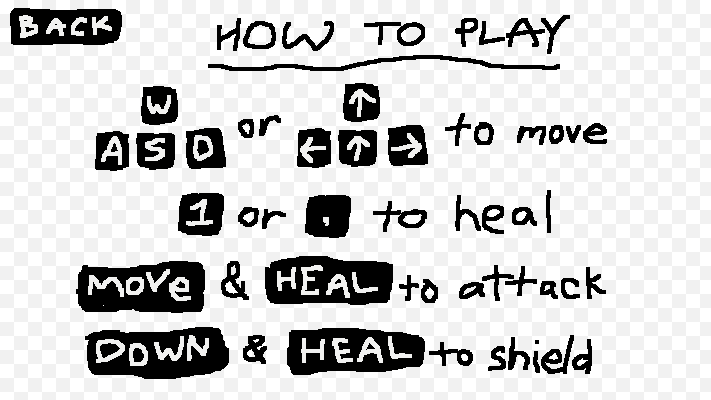 BACK
HOW TO PLAY
W ↑
A S D or ← ↑ → to move
1 or . to heal
move & HEAL to attack
DOWN & HEAL to shield